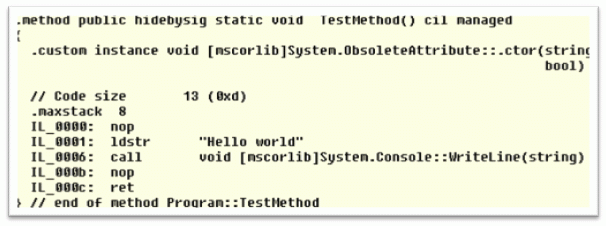 .method public hidebysig static void  TestMethod() cil managed
{
  .custom instance void [mscorlib]System.ObsoleteAttribute::.ctor(string,
                                                                  bool)
  // Code size       13 (0xd)
  .maxstack  8
  IL_0000:  nop
  IL_0001:  ldstr      "Hello world"
  IL_0006:  call       void [mscorlib]System.Console::WriteLine(string)
  IL_000b:  nop
  IL_000c:  ret
} // end of method Program::TestMethod